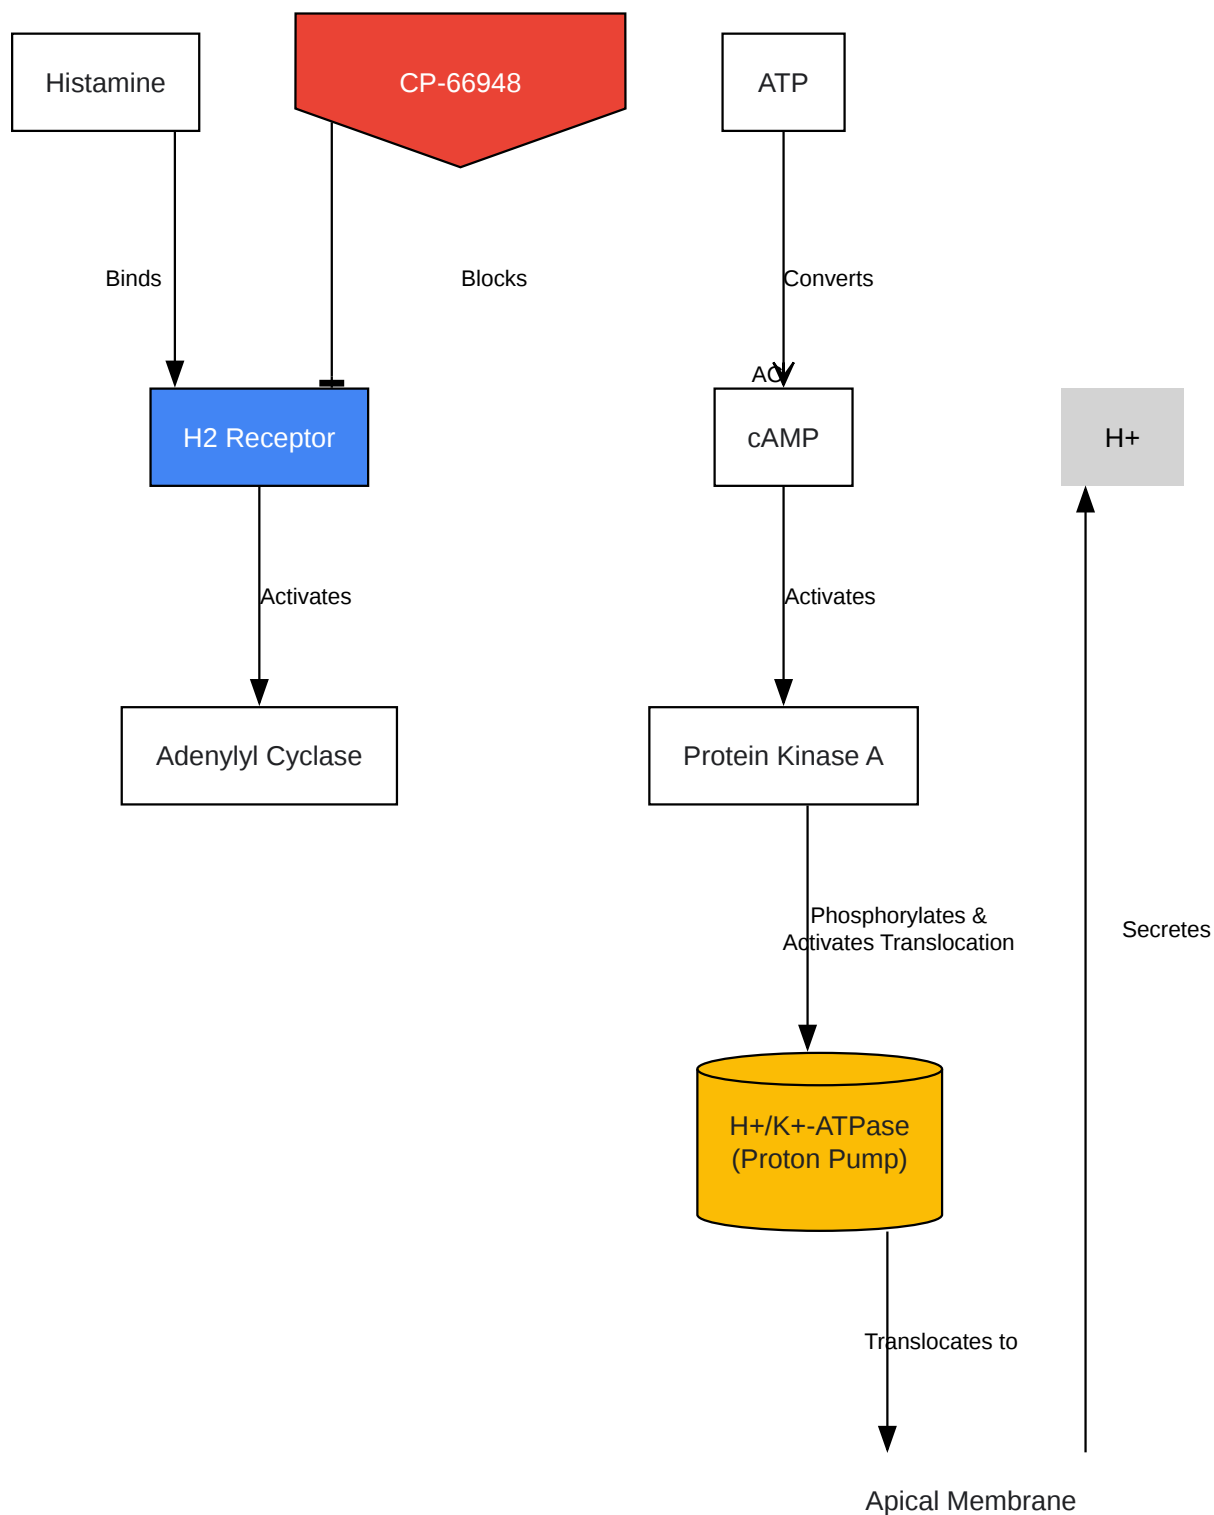 Histamine
CP-66948
ATP
Binds
Blocks
Converts
AC
H2 Receptor
cAMP
H+
Activates
Activates
Adenylyl Cyclase
Protein Kinase A
Phosphorylates &
Activates Translocation
Secretes
H+/K+-ATPase
(Proton Pump)
Translocates to
Apical Membrane